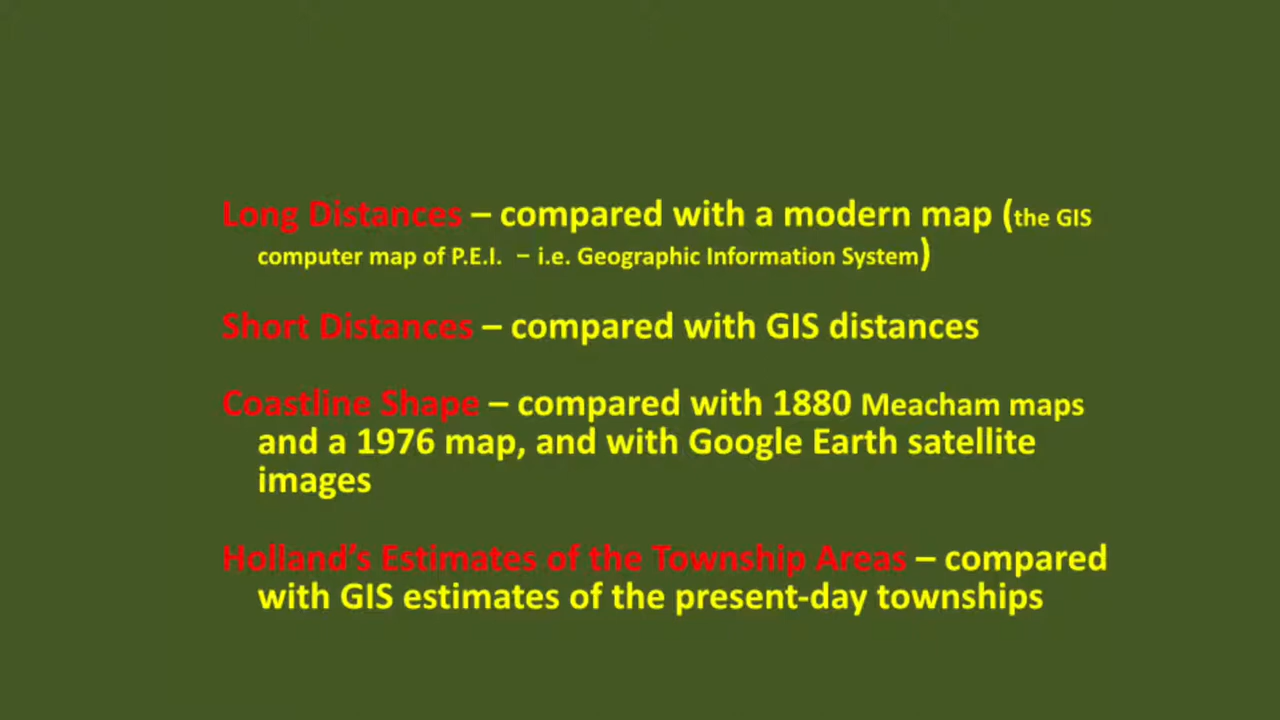 Long Distances – compared with a modern map (the GIS
computer map of P.E.I. – i.e. Geographic Information System)
Short Distances – compared with GIS distances
Coastline Shape – compared with 1880 Meacham maps
and a 1976 map, and with Google Earth satellite
images
Holland's Estimates of the Township Areas – compared
with GIS estimates of the present-day townships